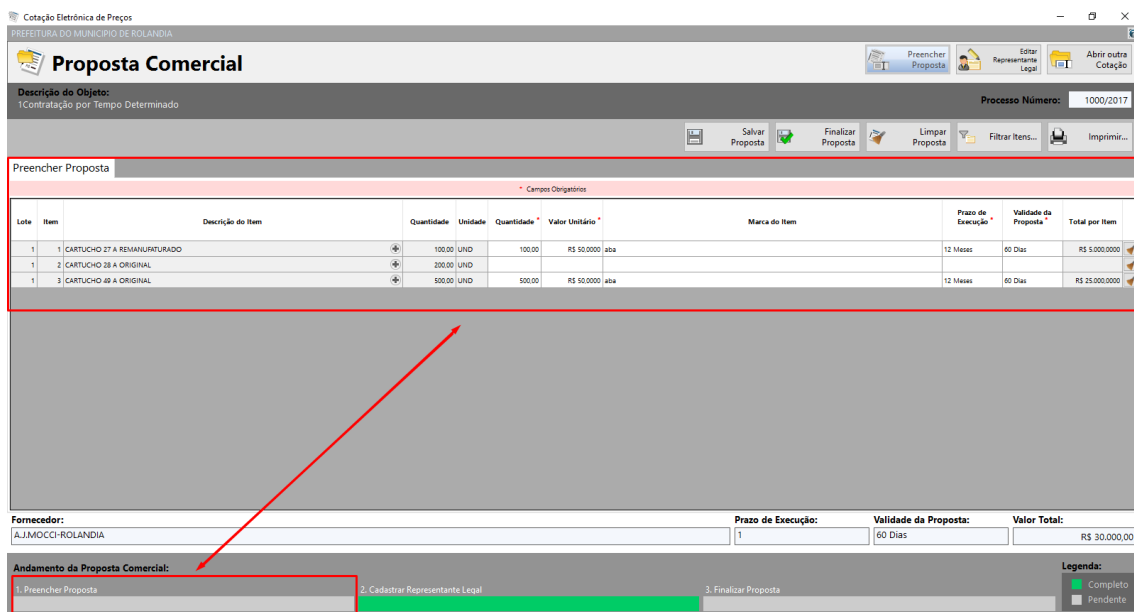 Cotação Eletrônica de Preços
PREFEITURA DO MUNICIPIO DE ROLANDIA
Proposta Comercial
Preencher Proposta
Editar Representante Legal
Abrir outra Cotação
Descrição do Objeto:
1Contratação por Tempo Determinado
Processo Número: 1000/2017
Salvar Proposta
Finalizar Proposta
Limpar Proposta
Filtrar Itens...
Imprimir...
Preencher Proposta
* Campos Obrigatórios
Lote Item Descrição do Item Quantidade Unidade Quantidade * Valor Unitário * Marca do Item Prazo de Execução * Validade da Proposta * Total por Item
1 1 CARTUCHO 27 A REMANUFATURADO 100,00 UND 100,00 R$ 50,0000 aba 12 Meses 60 Dias R$ 5.000,0000
1 2 CARTUCHO 28 A ORIGINAL 200,00 UND
1 3 CARTUCHO 49 A ORIGINAL 500,00 UND 500,00 R$ 50,0000 aba 12 Meses 60 Dias R$ 25.000,0000
Fornecedor: Prazo de Execução: Validade da Proposta: Valor Total:
A.J.MOCCI-ROLANDIA 1 60 Dias R$ 30.000,00
Andamento da Proposta Comercial: Legenda:
1. Preencher Proposta 2. Cadastrar Representante Legal 3. Finalizar Proposta Completo
Pendente